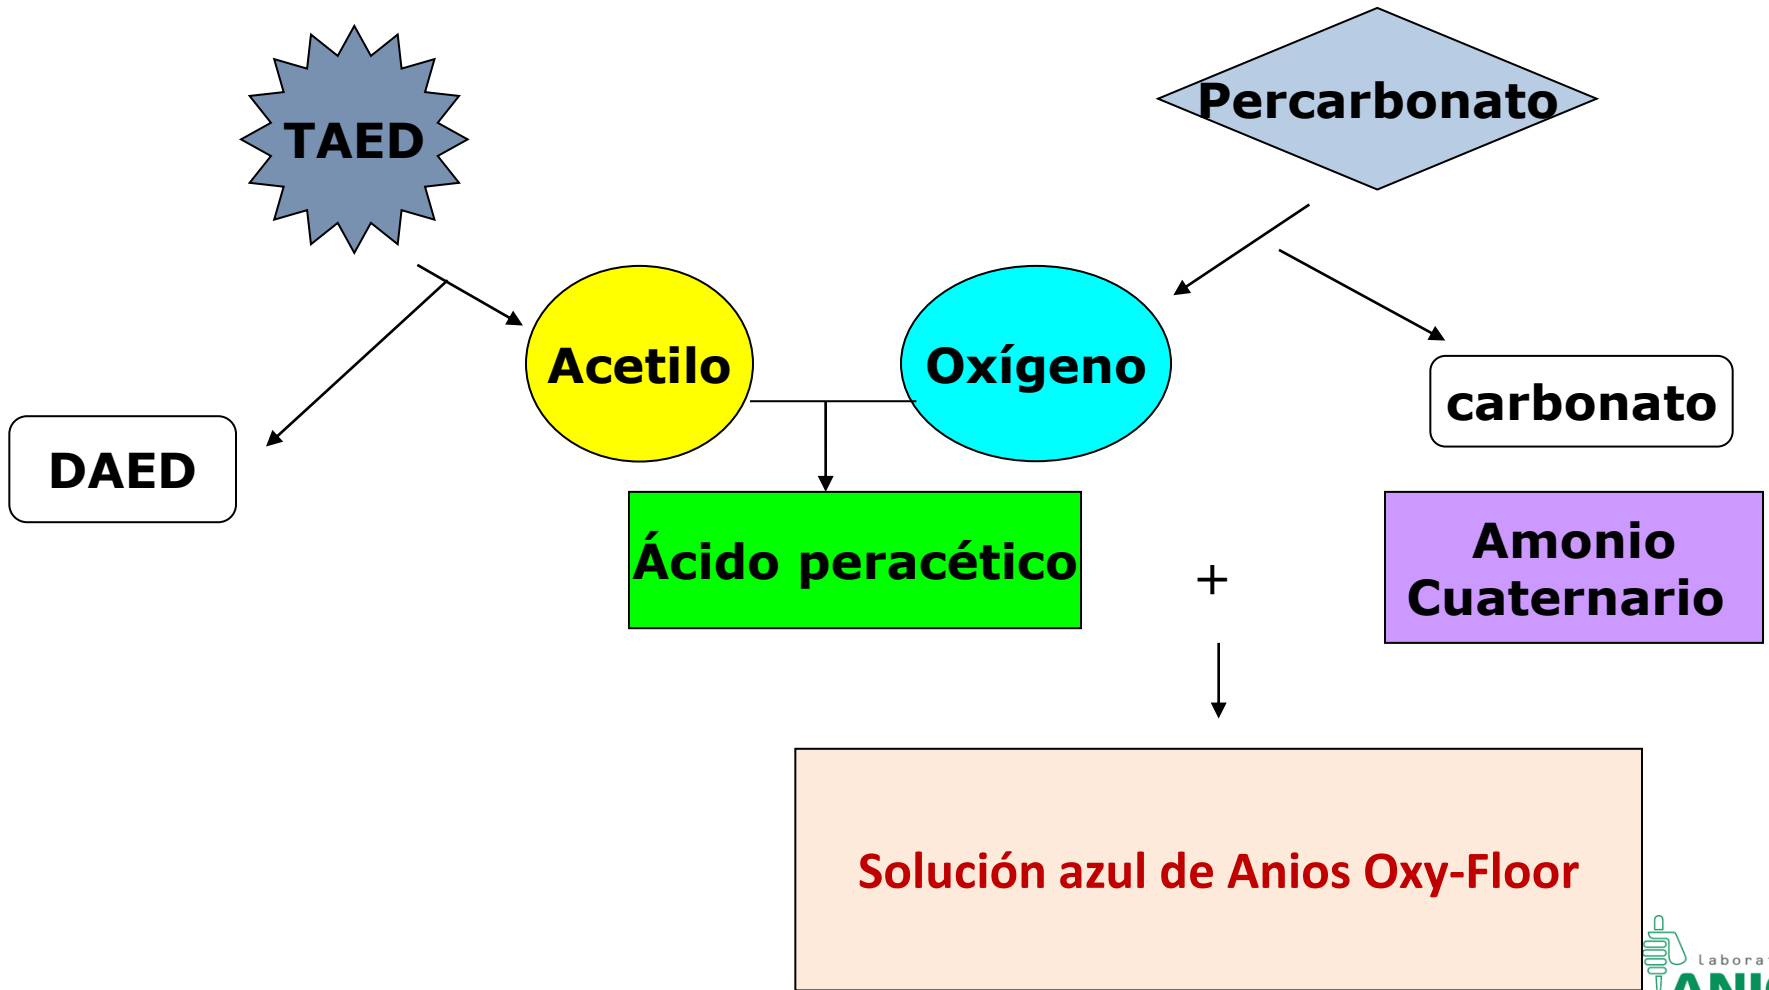 TAED
Percarbonato
Acetilo
Oxígeno
carbonato
DAED
Ácido peracético
+
Amonio
Cuaternario
Solución azul de Anios Oxy-Floor